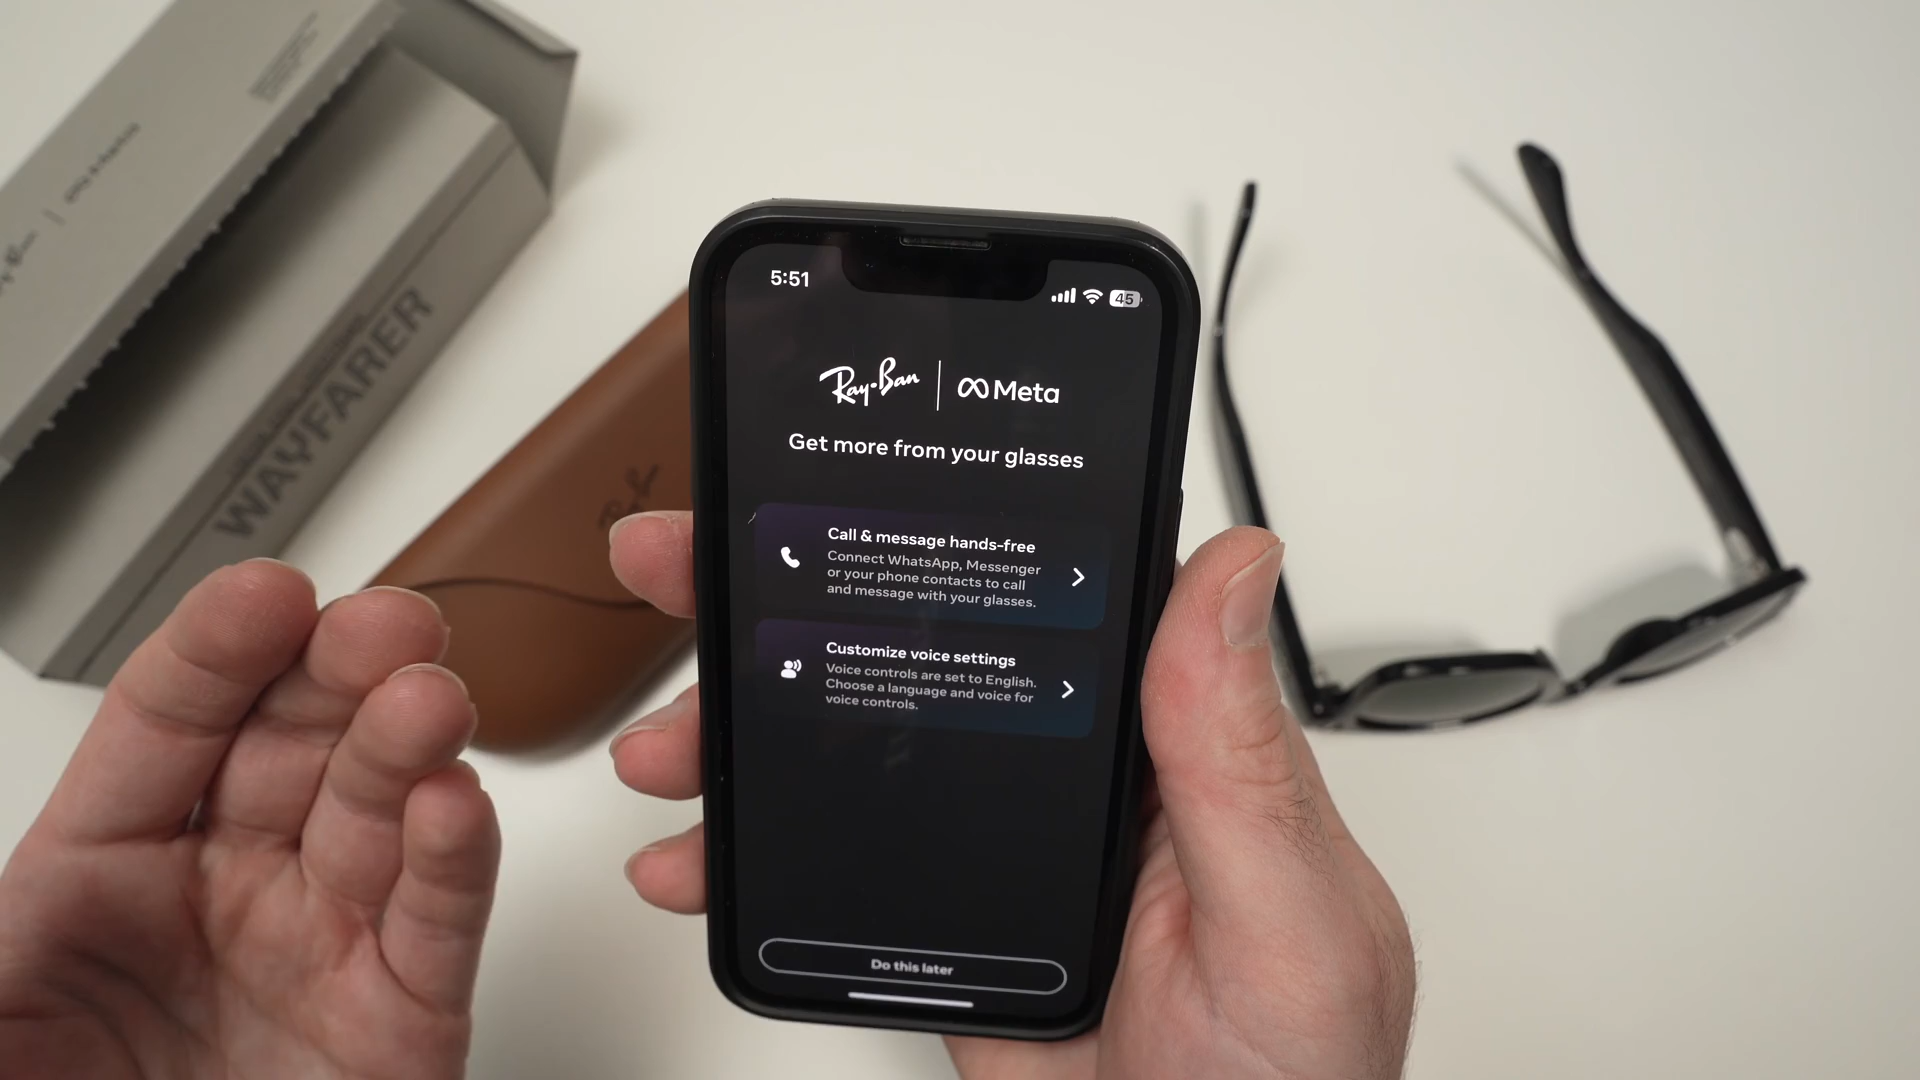 WAYFARER
Ray-Ban
5:51
45
Ray-Ban | Meta
Get more from your glasses
Call & message hands-free
Connect WhatsApp, Messenger
or your phone contacts to call
and message with your glasses.
Customize voice settings
Voice controls are set to English.
Choose a language and voice for
voice controls.
Do this later